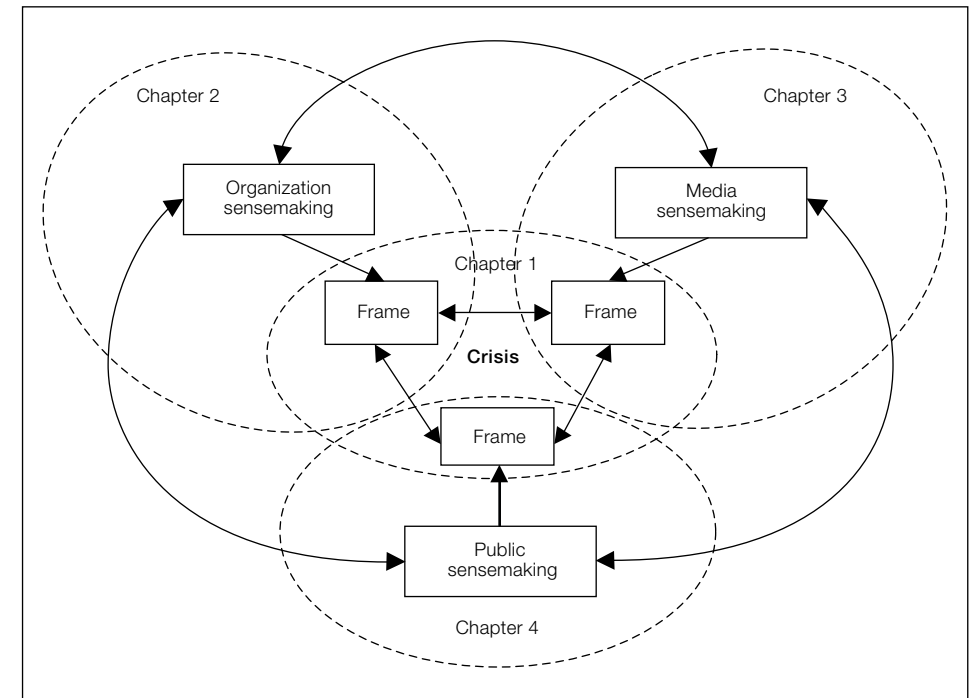 Chapter 2
Chapter 3
Organization
sensemaking
Media
sensemaking
Chapter 1
Frame
Frame
Crisis
Frame
Public
sensemaking
Chapter 4